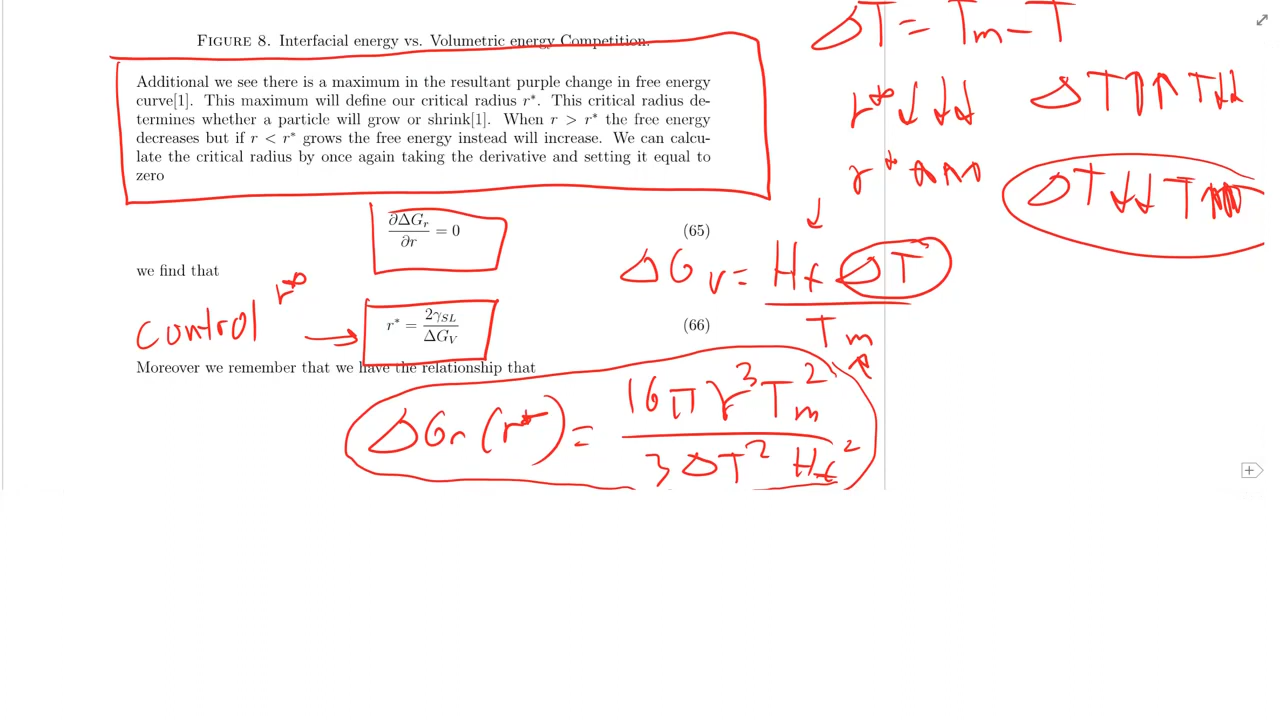 FIGURE 8. Interfacial energy vs. Volumetric energy Competition.
Additional we see there is a maximum in the resultant purple change in free energy
curve[1]. This maximum will define our critical radius r*. This critical radius de-
termines whether a particle will grow or shrink[1]. When r > r* the free energy
decreases but if r < r* grows the free energy instead will increase. We can calcu-
late the critical radius by once again taking the derivative and setting it equal to
zero
∂ΔG_r/∂r = 0 (65)
we find that
control r*
→ r* = 2γ_SL/ΔG_V (66)
Moreover we remember that we have the relationship that
ΔT = Tm − T
r* ↓↓↓ ΔT↑↑ T↓↓
r* ↑↑↑ ΔT↓↓ T↑↑↑
↓
ΔG_V = H_f ΔT / Tm
↑
ΔG_r(r*) = 16πγ³Tm² / 3ΔT² H_f²